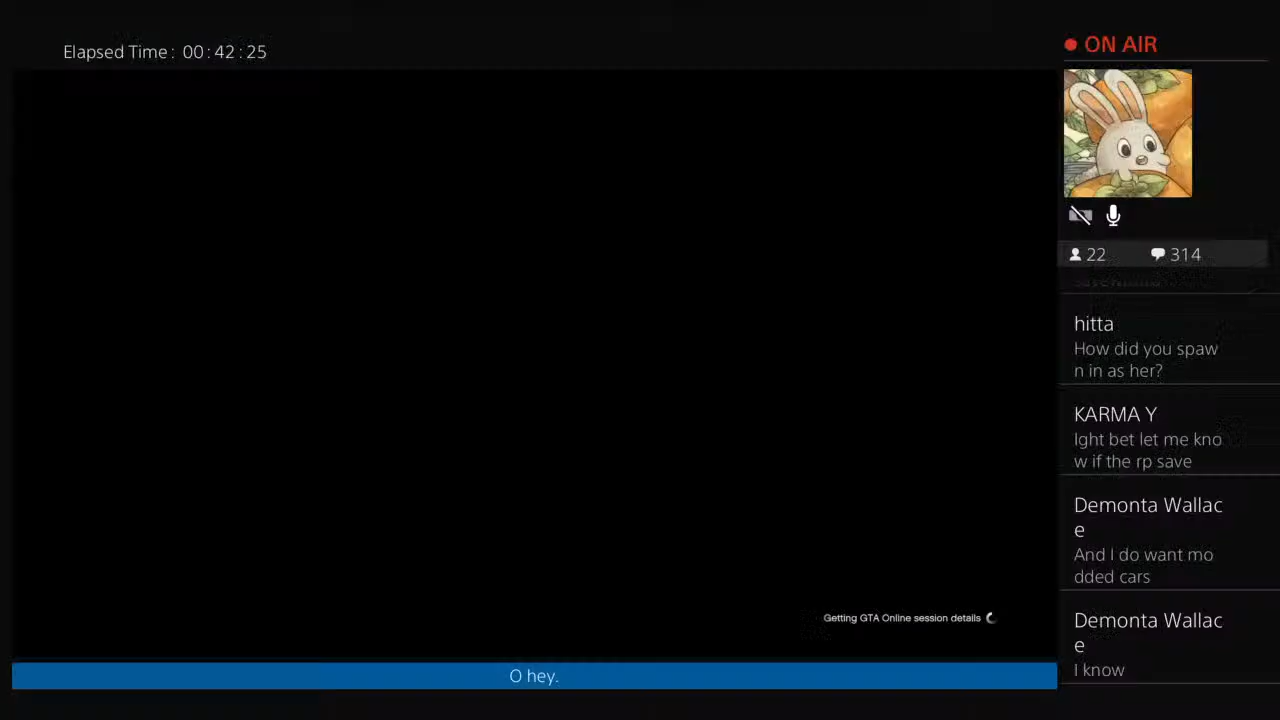 Elapsed Time: 00:42:25
ON AIR
22 314
hitta
How did you spaw
n in as her?
KARMA Y
Ight bet let me kno
w if the rp save
Demonta Wallac
e
And I do want mo
dded cars
Demonta Wallac
e
I know
Getting GTA Online session details
O hey.